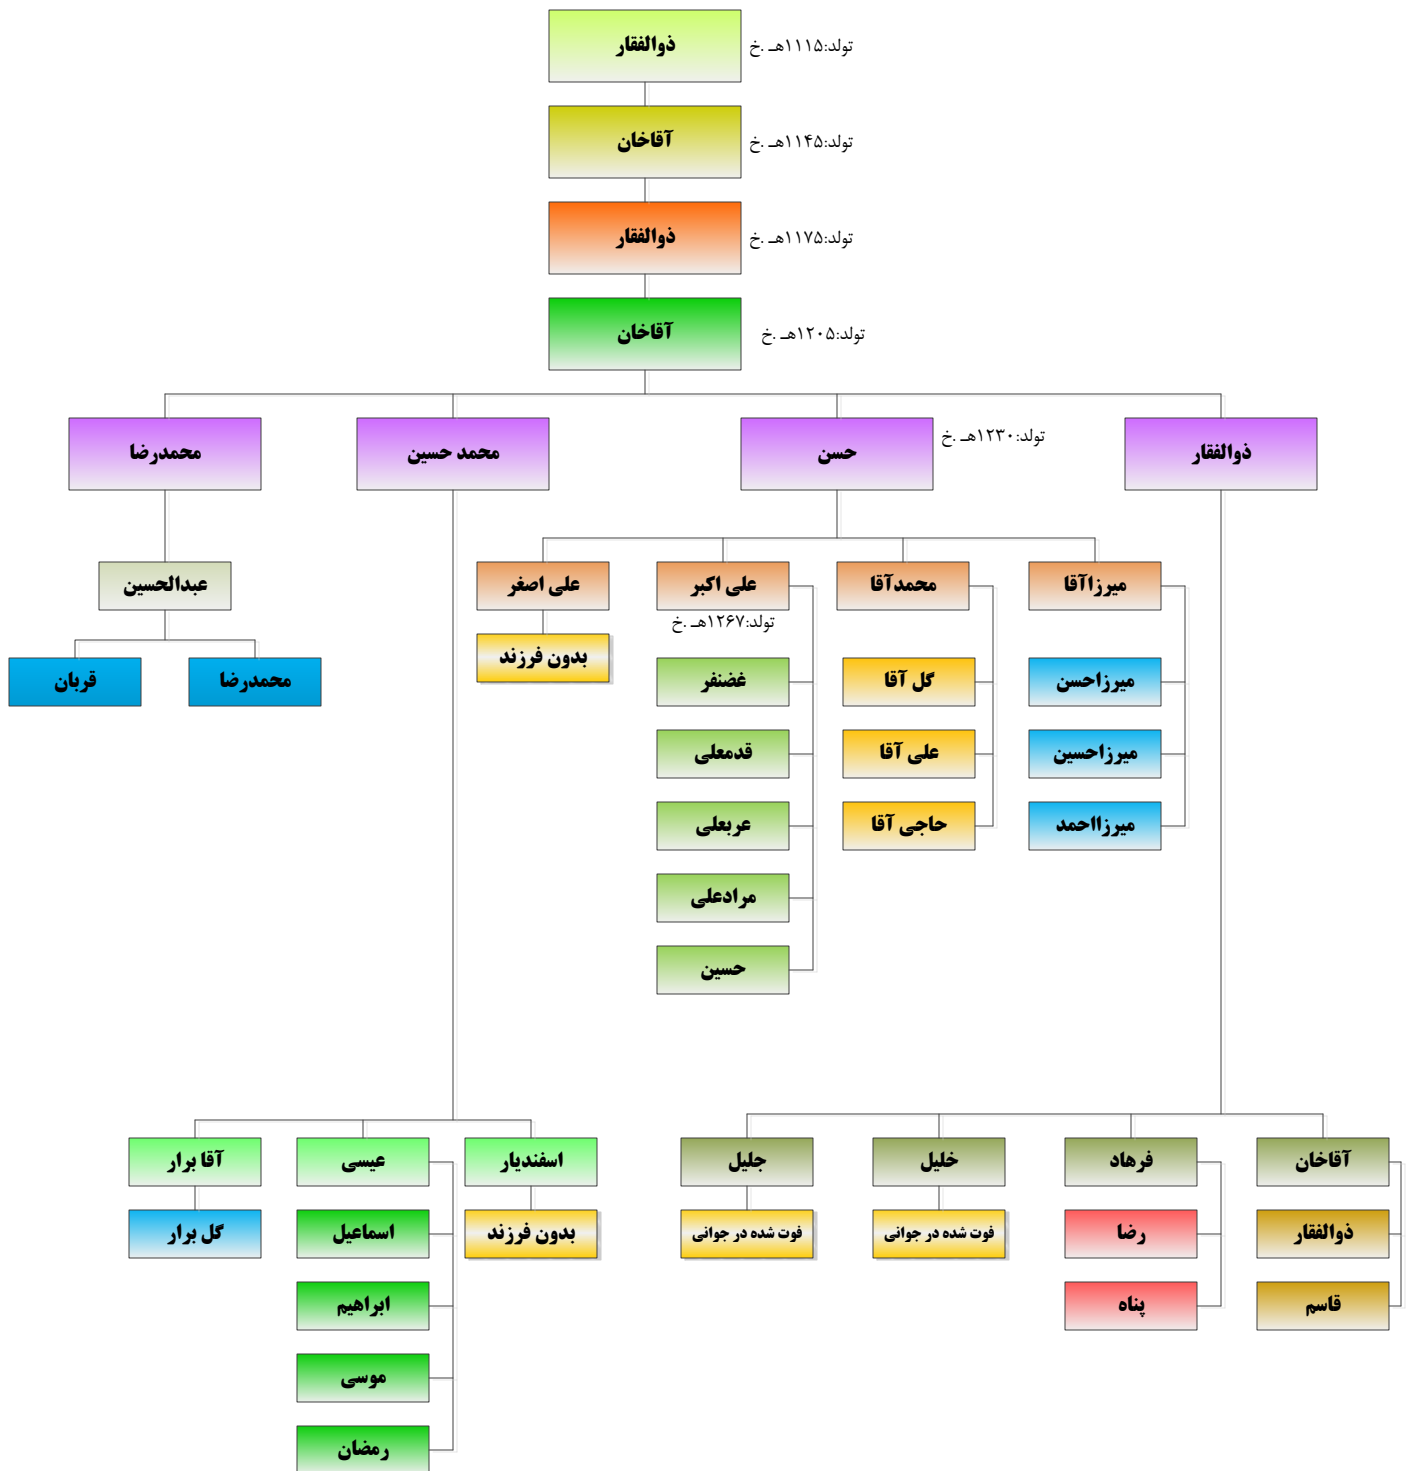 ذوالفقار
تولد:۱۱۱۵هـ .خ
آقاخان
تولد:۱۱۴۵هـ .خ
ذوالفقار
تولد:۱۱۷۵هـ .خ
آقاخان
تولد:۱۲۰۵هـ .خ
ذوالفقار
تولد:۱۲۳۰هـ .خ
حسن
محمد حسین
محمدرضا
میرزاآقا
محمدآقا
علی اکبر
علی اصغر
عبدالحسین
تولد:۱۲۶۷هـ .خ
بدون فرزند
میرزاحسن
گل آقا
غضنفر
محمدرضا
قربان
میرزاحسین
علی آقا
قدمعلی
میرزااحمد
حاجی آقا
عربعلی
مرادعلی
حسین
آقاخان
فرهاد
خلیل
جلیل
اسفندیار
عیسی
آقا برار
ذوالفقار
رضا
فوت شده در جوانی
فوت شده در جوانی
بدون فرزند
اسماعیل
گل برار
قاسم
پناه
ابراهیم
موسی
رمضان